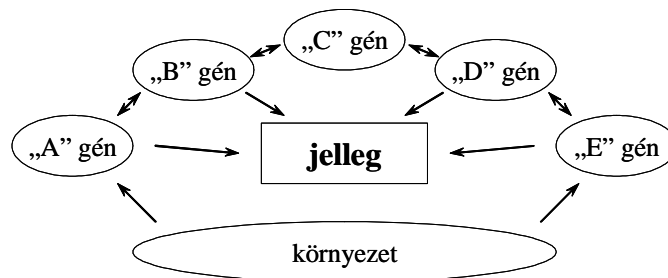 „C” gén
„B” gén
„D” gén
„A” gén
jelleg
„E” gén
környezet